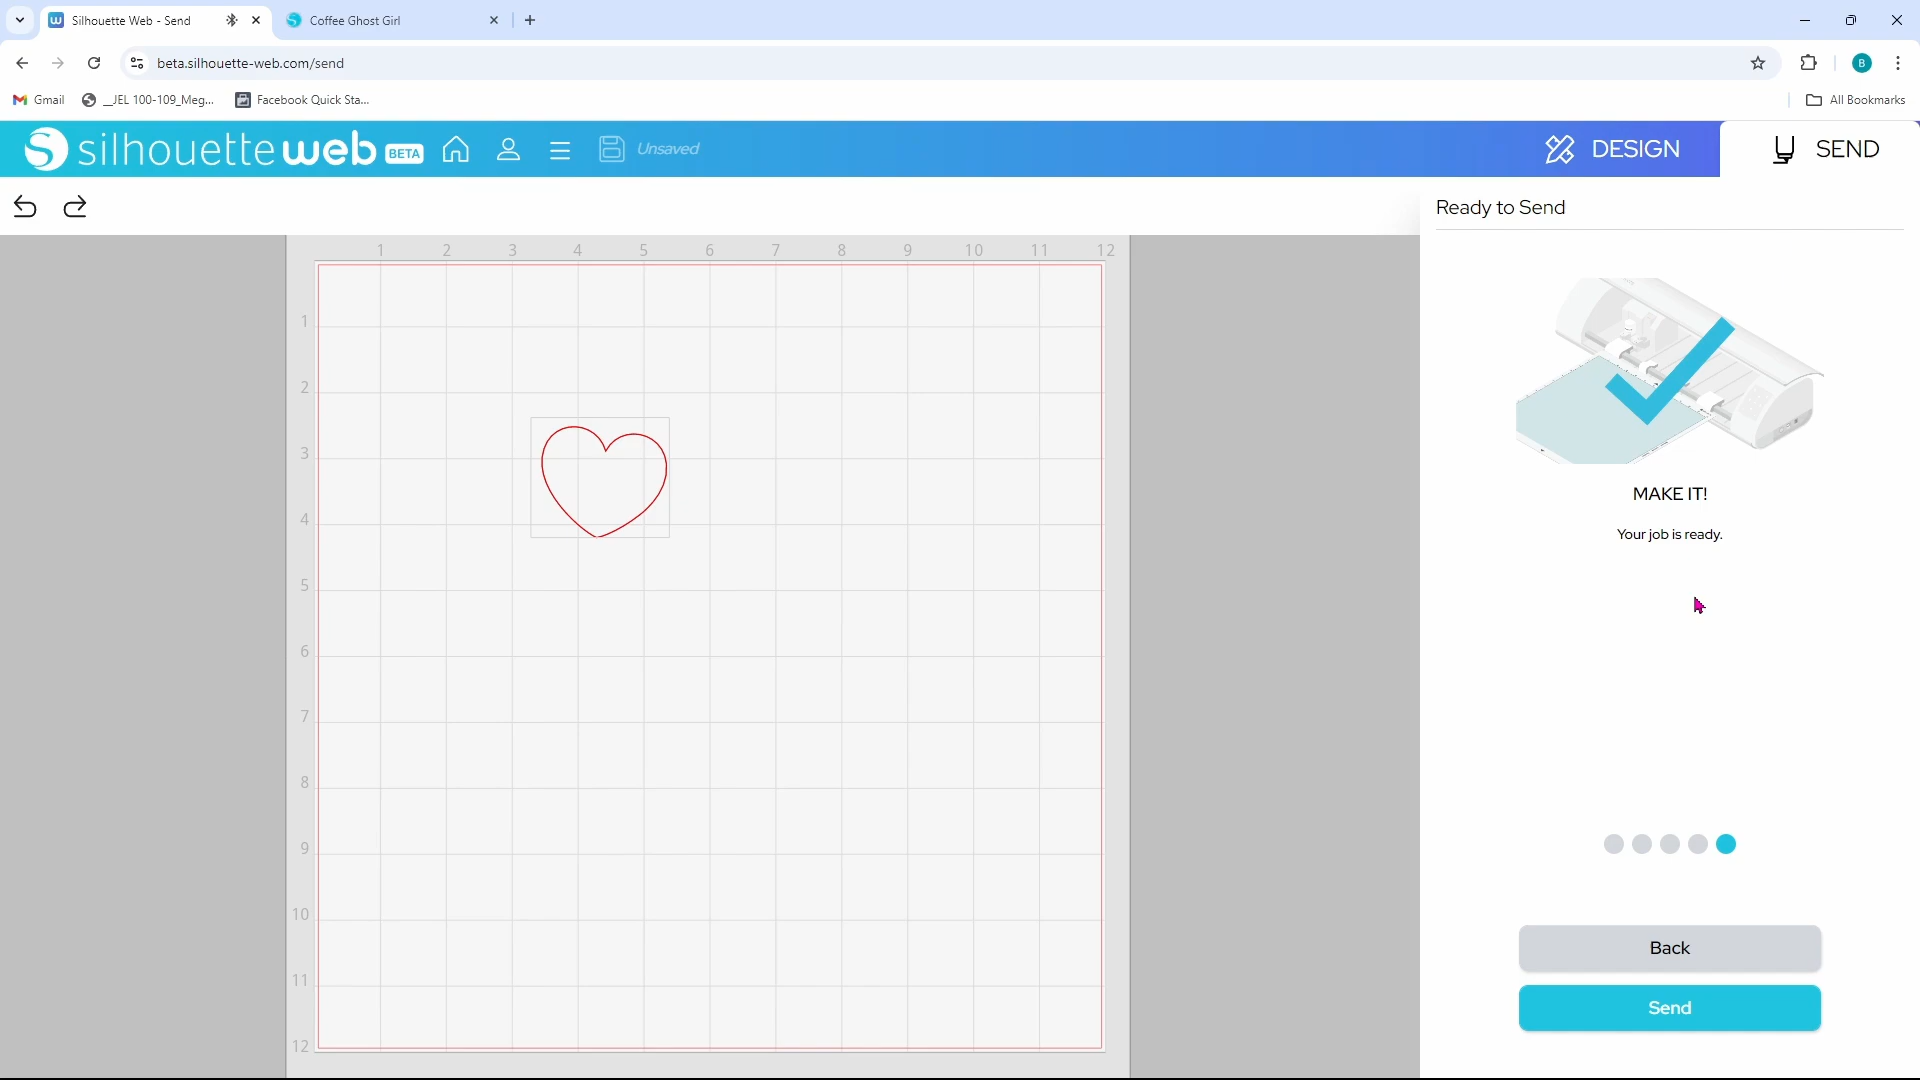 Silhouette Web - Send
Coffee Ghost Girl
beta.silhouette-web.com/send
B
Gmail
__JEL 100-109_Meg...
Facebook Quick Sta...
All Bookmarks
silhouetteweb BETA
Unsaved
DESIGN
SEND
Ready to Send
1 2 3 4 5 6 7 8 9 10 11 12
1
2
3
4
5
6
7
8
9
10
11
12
MAKE IT!
Your job is ready.
Back
Send